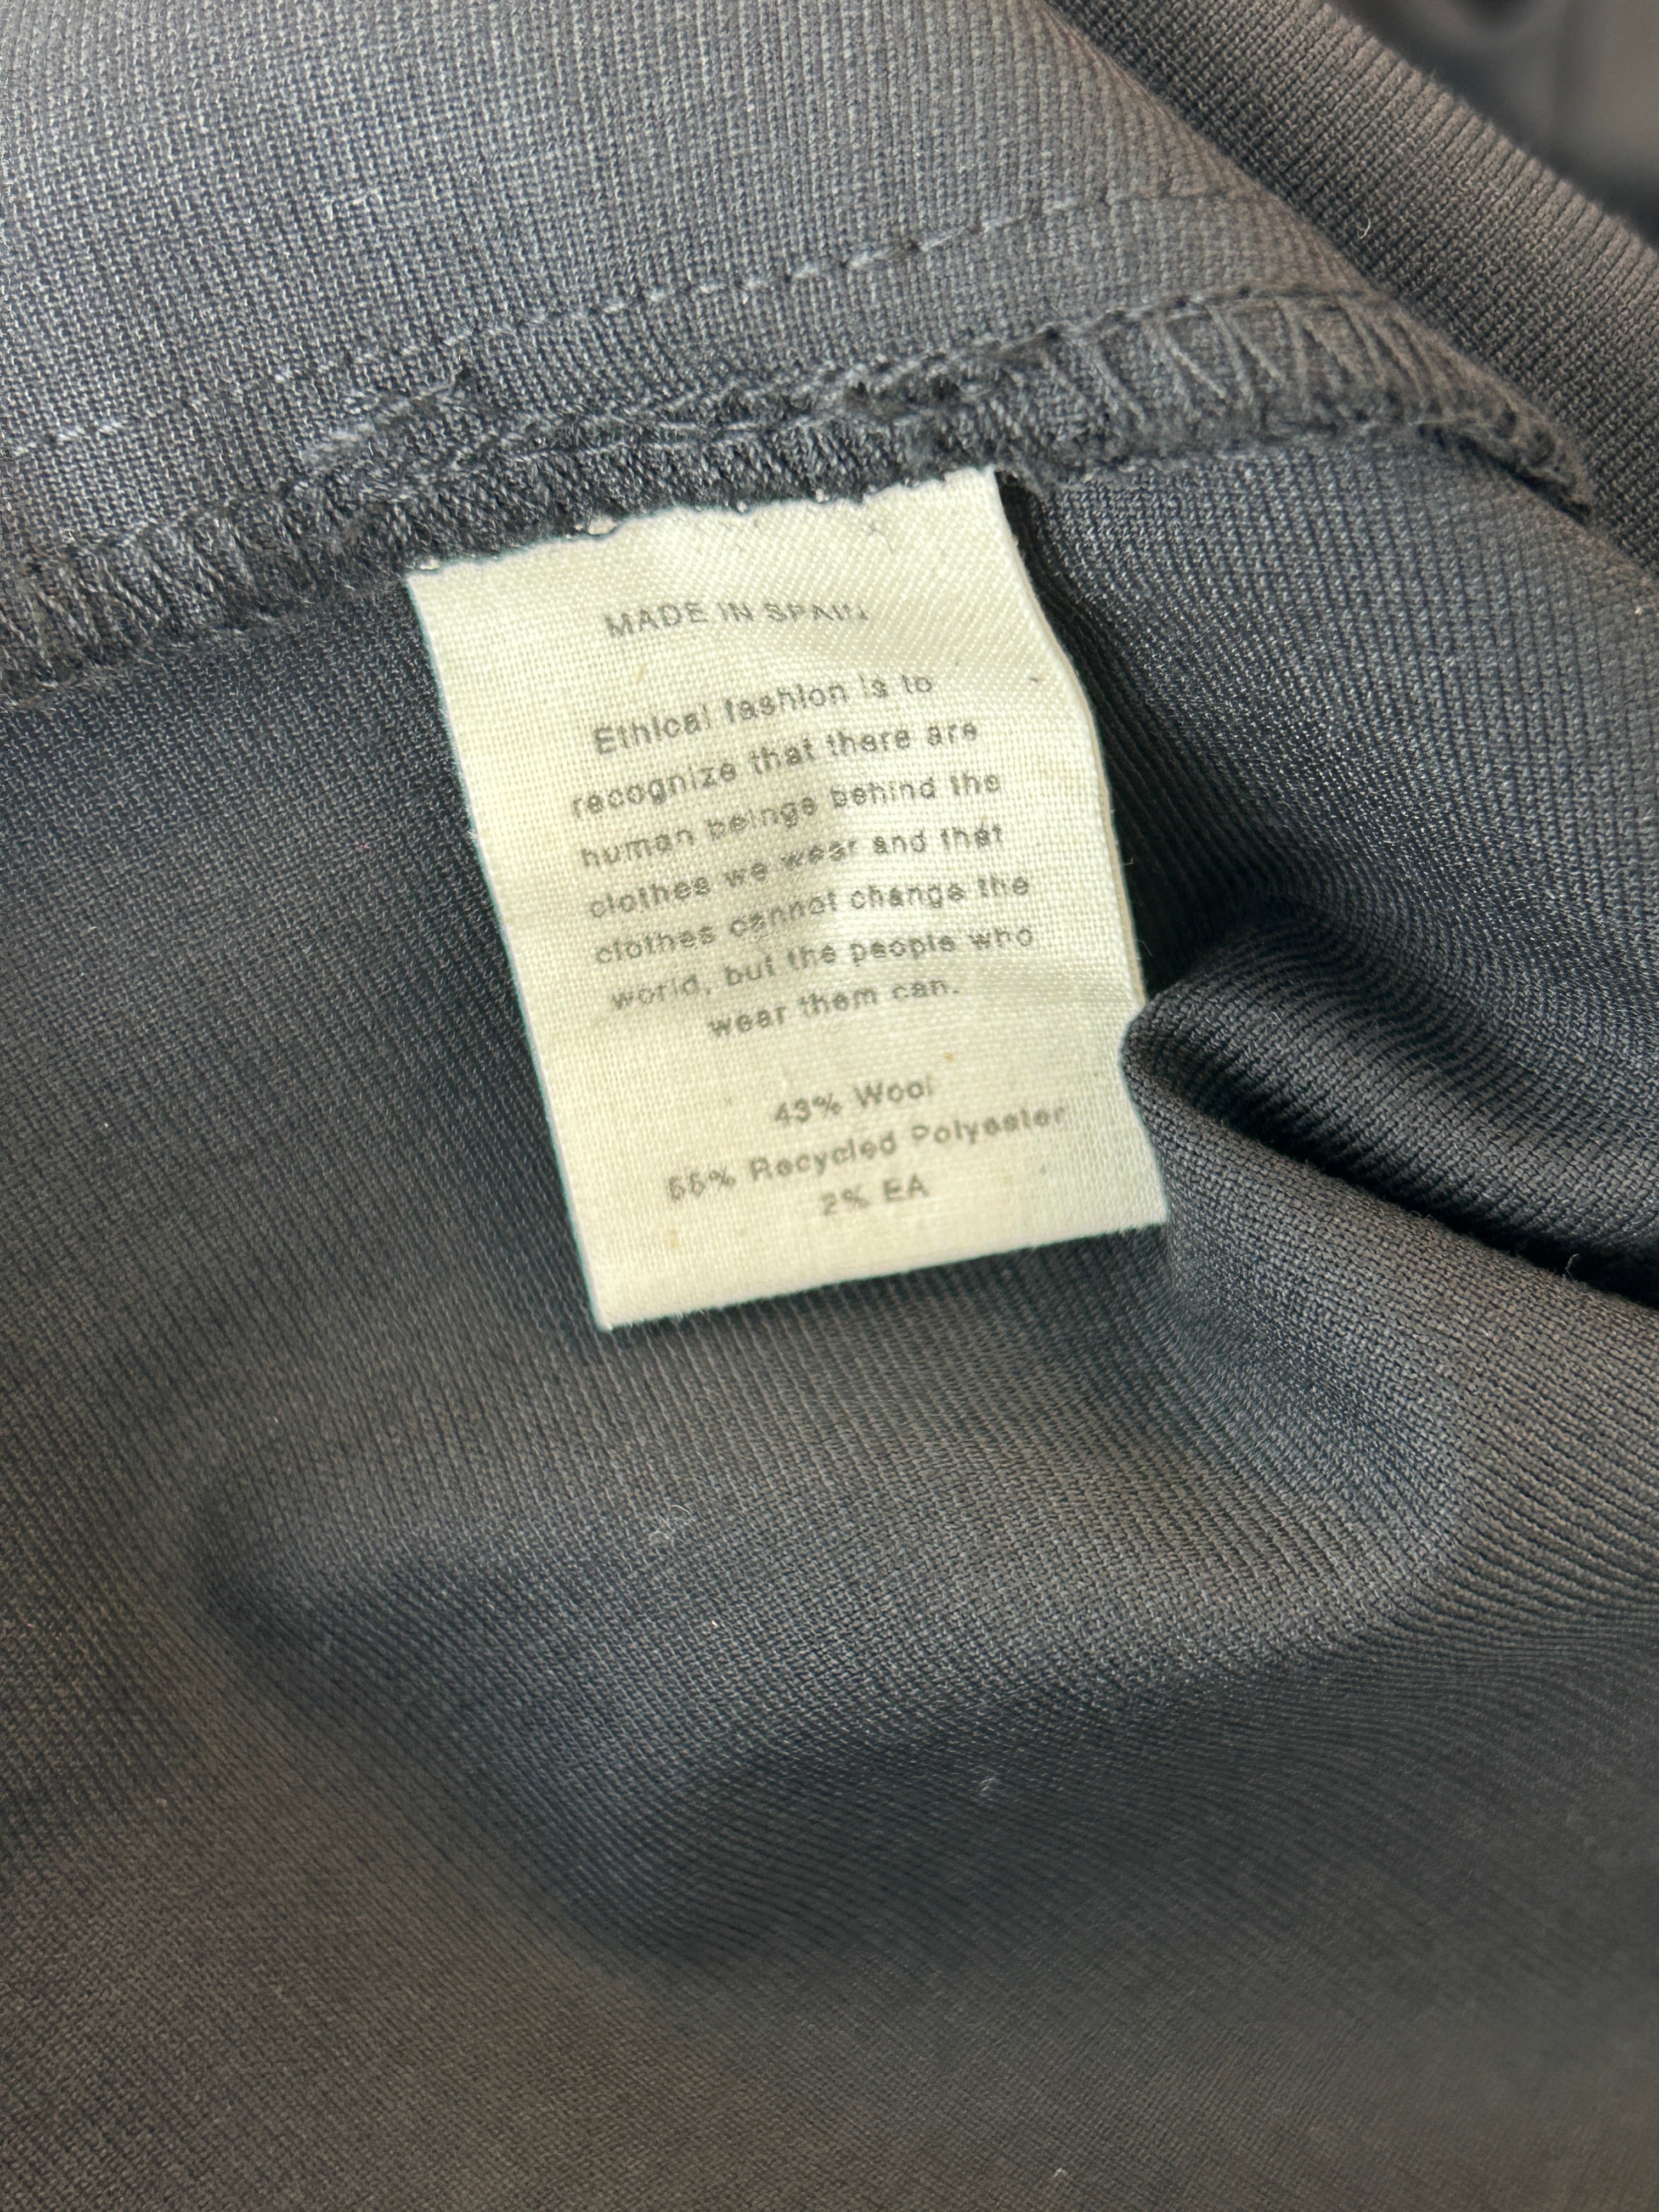 MADE IN SPAIN
Ethical fashion is to
recognize that there are
human beings behind the
clothes we wear and that
clothes cannot change the
world, but the people who
wear them can.
43% Wool
55% Recycled Polyester
2% EA